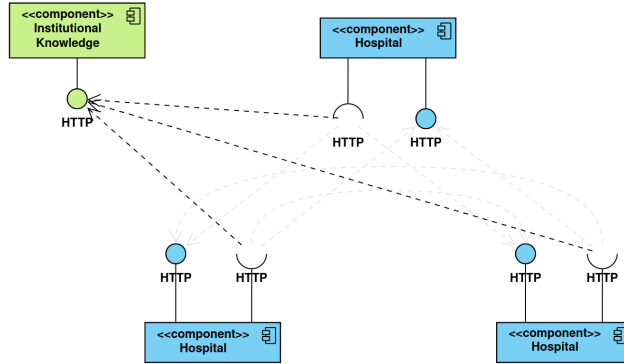 <<component>>
Institutional
Knowledge
<<component>>
Hospital
HTTP
HTTP
HTTP
HTTP
HTTP
HTTP
HTTP
<<component>>
Hospital
<<component>>
Hospital